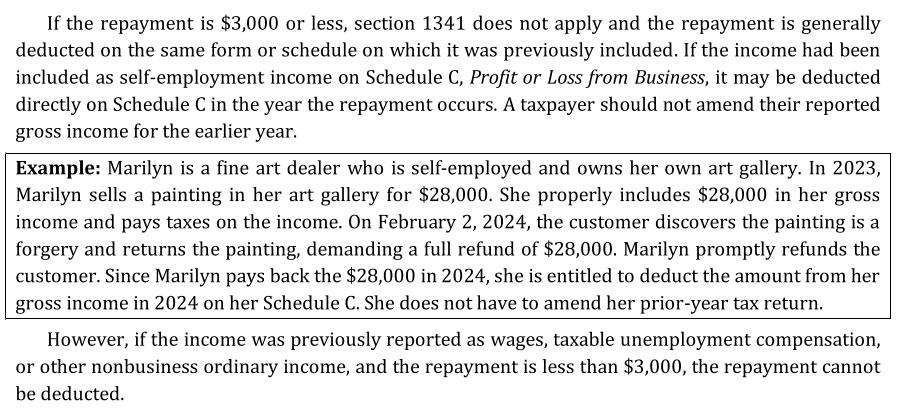 If the repayment is $3,000 or less, section 1341 does not apply and the repayment is generally
deducted on the same form or schedule on which it was previously included. If the income had been
included as self-employment income on Schedule C, Profit or Loss from Business, it may be deducted
directly on Schedule C in the year the repayment occurs. A taxpayer should not amend their reported
gross income for the earlier year.
Example: Marilyn is a fine art dealer who is self-employed and owns her own art gallery. In 2023,
Marilyn sells a painting in her art gallery for $28,000. She properly includes $28,000 in her gross
income and pays taxes on the income. On February 2, 2024, the customer discovers the painting is a
forgery and returns the painting, demanding a full refund of $28,000. Marilyn promptly refunds the
customer. Since Marilyn pays back the $28,000 in 2024, she is entitled to deduct the amount from her
gross income in 2024 on her Schedule C. She does not have to amend her prior-year tax return.
However, if the income was previously reported as wages, taxable unemployment compensation,
or other nonbusiness ordinary income, and the repayment is less than $3,000, the repayment cannot
be deducted.